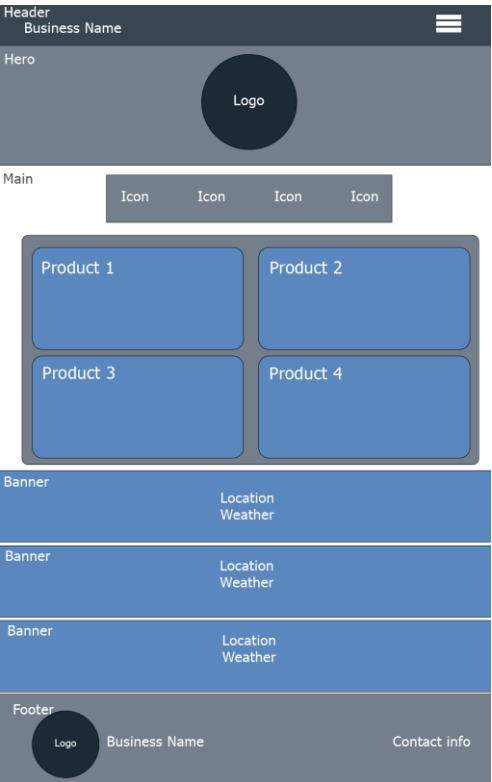 Header
Business Name
Hero
Logo
Main
Icon Icon Icon Icon
Product 1 Product 2
Product 3 Product 4
Banner
Location
Weather
Banner
Location
Weather
Banner
Location
Weather
Footer
Logo Business Name Contact info